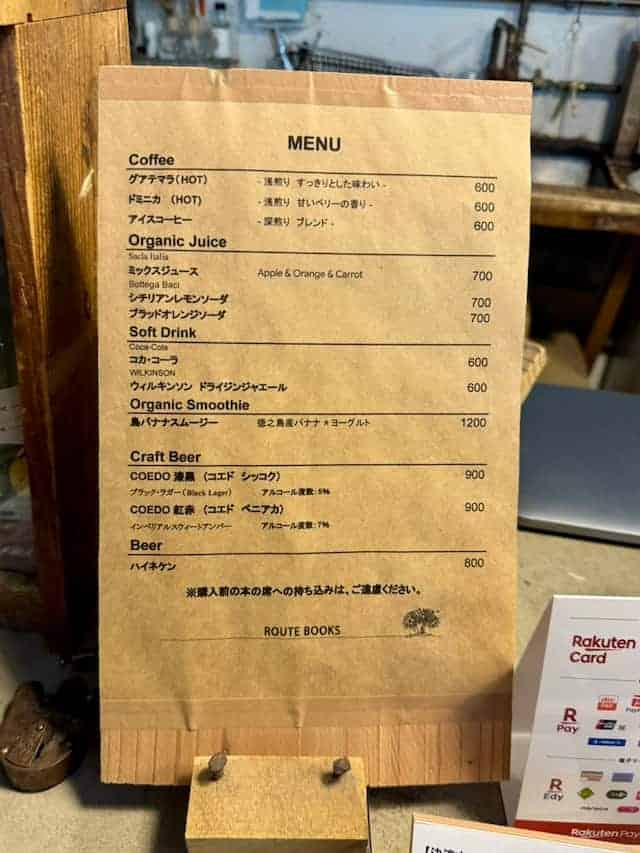 MENU
Coffee
グアテマラ(HOT) - 浅煎り すっきりとした味わい - 600
ドミニカ (HOT) - 浅煎り 甘いベリーの香り - 600
アイスコーヒー - 深煎り ブレンド - 600
Organic Juice
Italia
ミックスジュース Apple & Orange & Carrot 700
Bottega Baci
シチリアンレモンソーダ 700
ブラッドオレンジソーダ 700
Soft Drink
Coca-Cola
コカ・コーラ 600
WILKINSON
ウィルキンソン ドライジンジャエール 600
Organic Smoothie
島バナナスムージー 徳之島産バナナ × ヨーグルト 1200
Craft Beer
COEDO 漆黒 (コエド シッコク) 900
ブラック・ラガー(Black Lager) アルコール度数: 5%
COEDO 紅赤 (コエド ベニアカ) 900
インペリアルスウィートアンバー アルコール度数: 7%
Beer
ハイネケン 800
※購入前の本の席への持ち込みは、ご遠慮ください。
ROUTE BOOKS
Rakuten
Card
R
Pay
R
Edy
Rakuten Pay